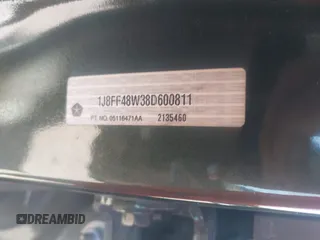 1J8FF48W38D600811
PT. NO. 05116471AA 2135460
DREAMBID